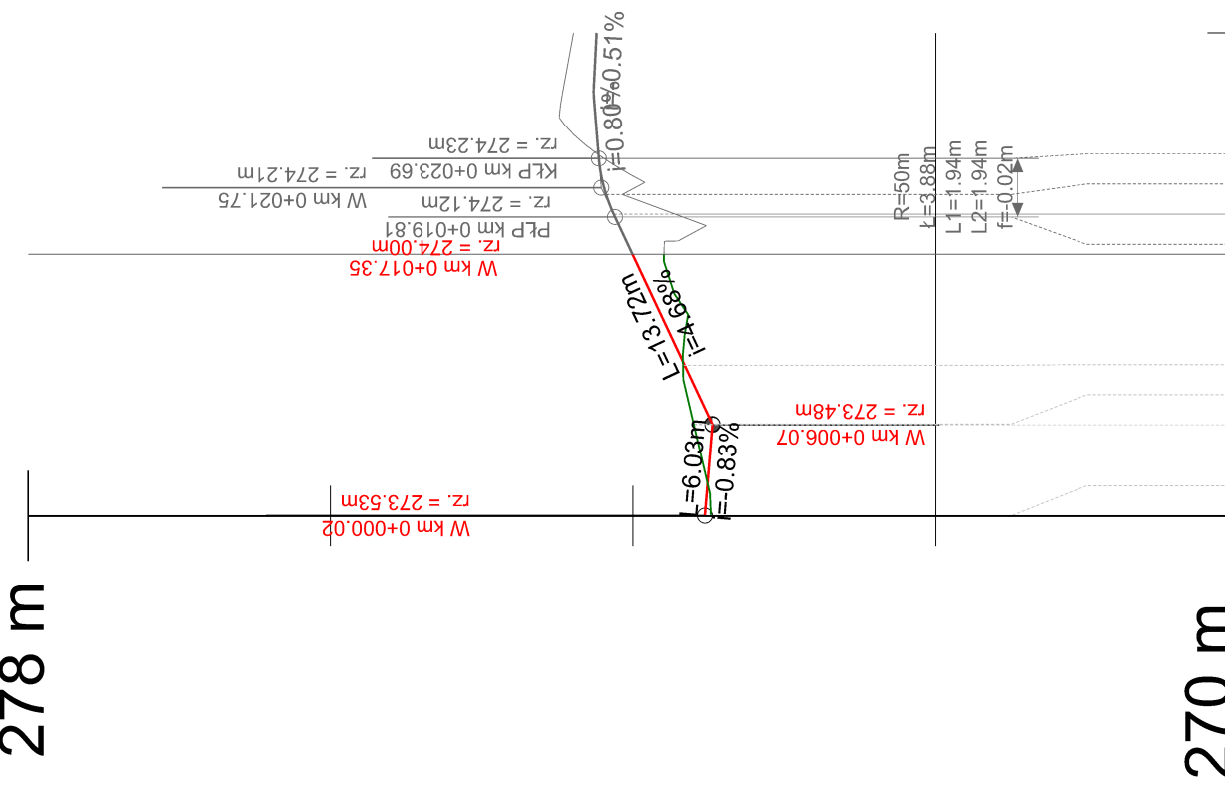 i=0.80%
-0.51%
rz. = 274.23m
KŁP km 0+023.69
rz. = 274.21m
W km 0+021.75
rz. = 274.12m
PŁP km 0+019.81
rz. = 274.00m
W km 0+017.35
R=50m
Ł=3.88m
L1=1.94m
L2=1.94m
f=-0.02m
L=13.72m
i=4.68%
rz. = 273.48m
W km 0+006.07
L=6.03m
i=-0.83%
rz. = 273.53m
W km 0+000.02
278 m
270 m